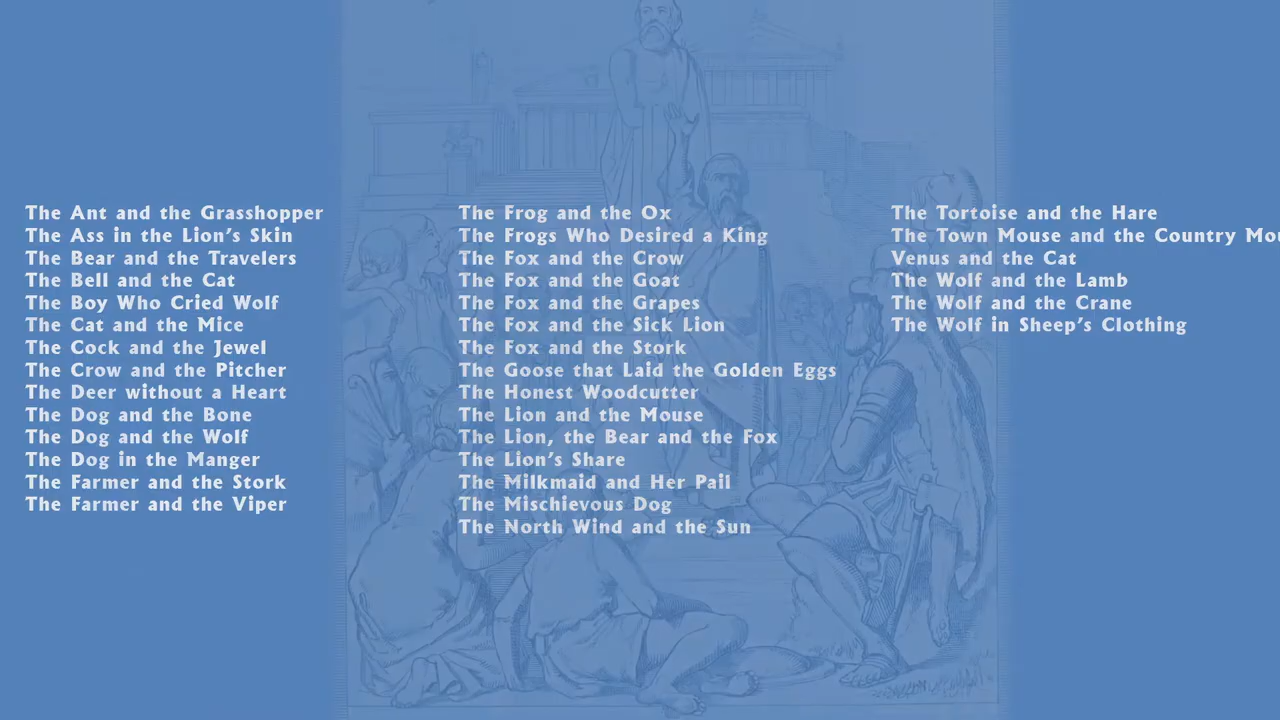 The Ant and the Grasshopper
The Ass in the Lion's Skin
The Bear and the Travelers
The Bell and the Cat
The Boy Who Cried Wolf
The Cat and the Mice
The Cock and the Jewel
The Crow and the Pitcher
The Deer without a Heart
The Dog and the Bone
The Dog and the Wolf
The Dog in the Manger
The Farmer and the Stork
The Farmer and the Viper
The Frog and the Ox
The Frogs Who Desired a King
The Fox and the Crow
The Fox and the Goat
The Fox and the Grapes
The Fox and the Sick Lion
The Fox and the Stork
The Goose that Laid the Golden Eggs
The Honest Woodcutter
The Lion and the Mouse
The Lion, the Bear and the Fox
The Lion's Share
The Milkmaid and Her Pail
The Mischievous Dog
The North Wind and the Sun
The Tortoise and the Hare
The Town Mouse and the Country
Venus and the Cat
The Wolf and the Lamb
The Wolf and the Crane
The Wolf in Sheep's Clothing